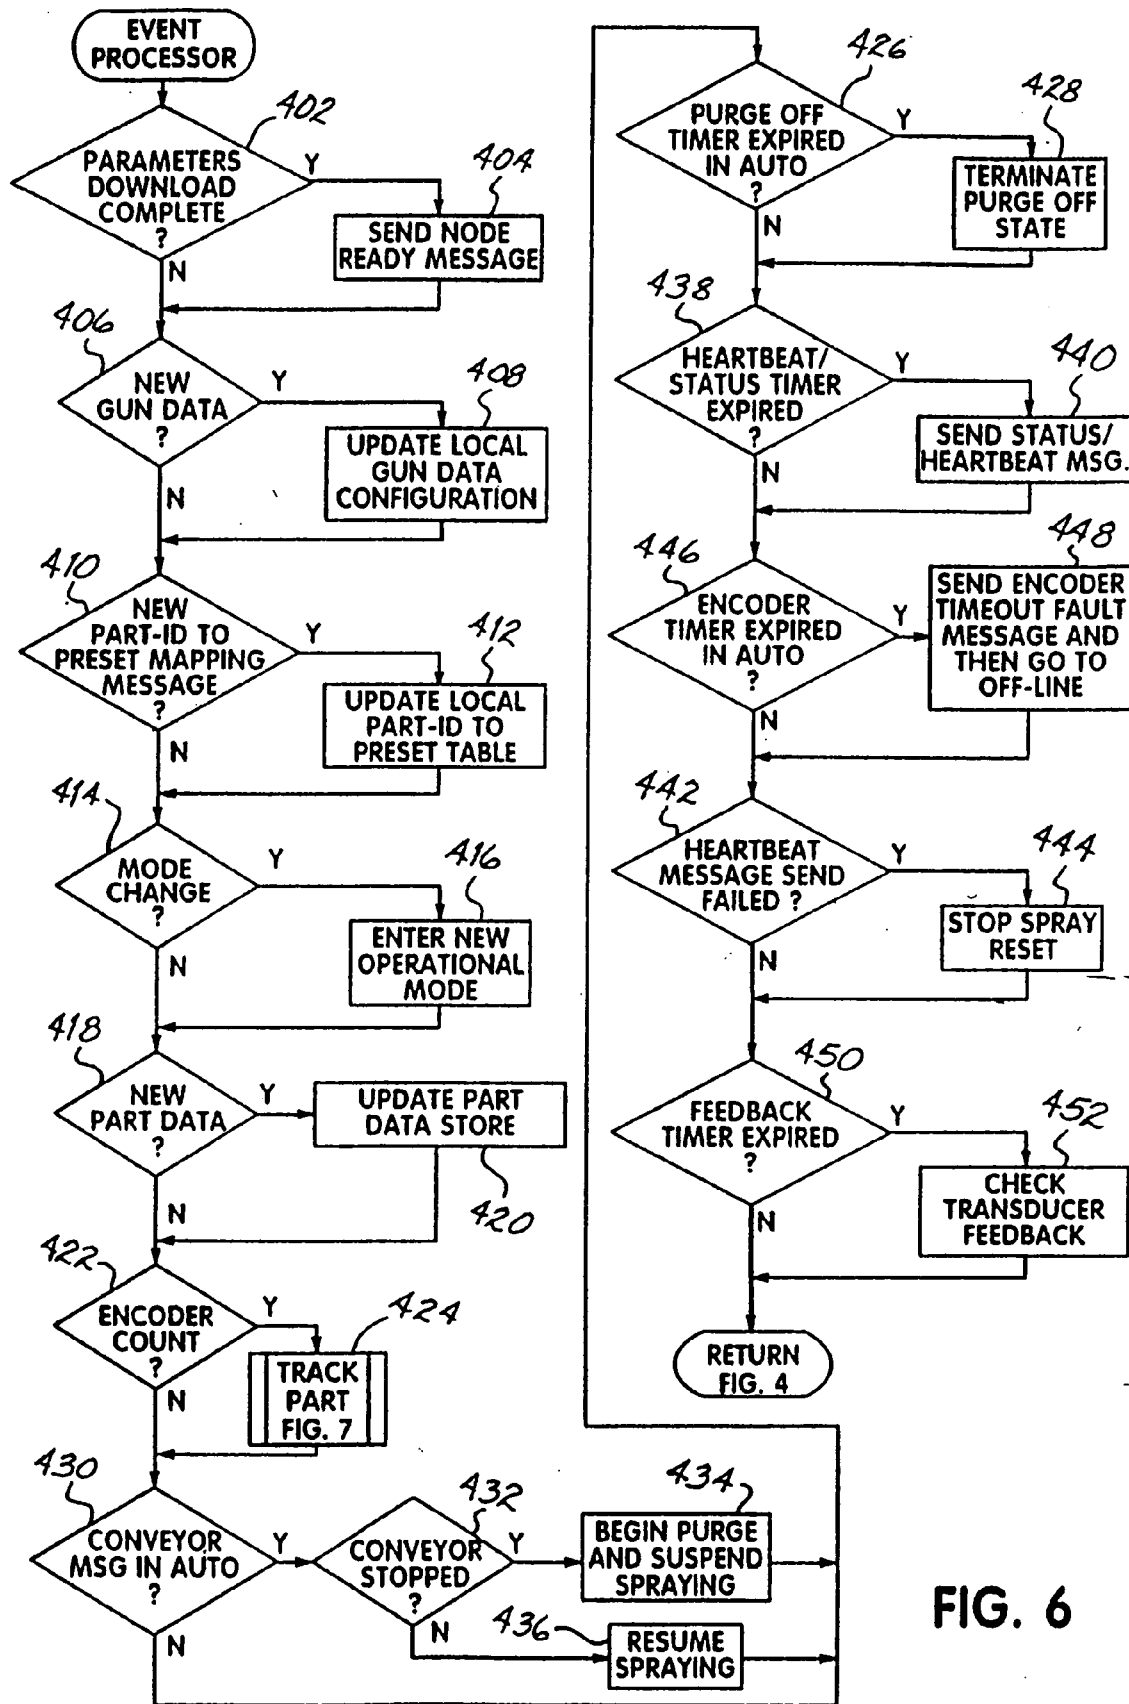 EVENT
PROCESSOR
402
PARAMETERS
DOWNLOAD
COMPLETE
?
Y
N
404
SEND NODE
READY MESSAGE
406
NEW
GUN DATA
?
Y
N
408
UPDATE LOCAL
GUN DATA
CONFIGURATION
410
NEW
PART-ID TO
PRESET MAPPING
MESSAGE
?
Y
N
412
UPDATE LOCAL
PART-ID TO
PRESET TABLE
414
MODE
CHANGE
?
Y
N
416
ENTER NEW
OPERATIONAL
MODE
418
NEW
PART DATA
?
Y
N
UPDATE PART
DATA STORE
420
422
ENCODER
COUNT
?
Y
N
424
TRACK
PART
FIG. 7
430
CONVEYOR
MSG IN AUTO
?
Y
N
432
CONVEYOR
STOPPED
?
Y
N
434
BEGIN PURGE
AND SUSPEND
SPRAYING
436
RESUME
SPRAYING
426
PURGE OFF
TIMER EXPIRED
IN AUTO
?
Y
N
428
TERMINATE
PURGE OFF
STATE
438
HEARTBEAT/
STATUS TIMER
EXPIRED
?
Y
N
440
SEND STATUS/
HEARTBEAT MSG.
446
ENCODER
TIMER EXPIRED
IN AUTO
?
Y
N
448
SEND ENCODER
TIMEOUT FAULT
MESSAGE AND
THEN GO TO
OFF-LINE
442
HEARTBEAT
MESSAGE SEND
FAILED ?
Y
N
444
STOP SPRAY
RESET
450
FEEDBACK
TIMER EXPIRED
?
Y
N
452
CHECK
TRANSDUCER
FEEDBACK
RETURN
FIG. 4
FIG. 6